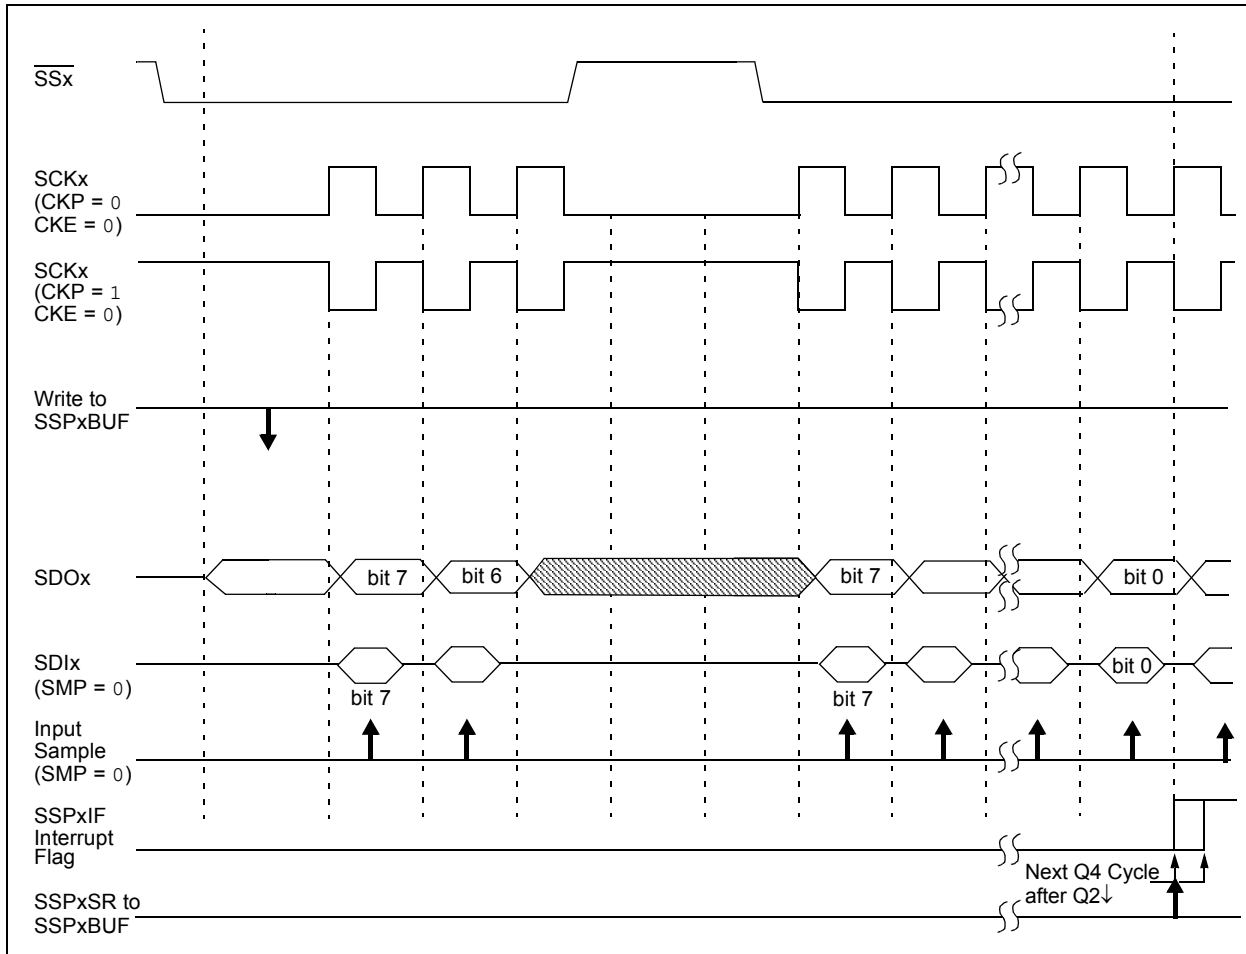 SSx
SCKx
(CKP = 0
CKE = 0)
SCKx
(CKP = 1
CKE = 0)
Write to
SSPxBUF
SDOx
bit 7
bit 6
bit 7
bit 0
SDIx
(SMP = 0)
bit 7
bit 7
bit 0
Input
Sample
(SMP = 0)
SSPxIF
Interrupt
Flag
Next Q4 Cycle
after Q2↓
SSPxSR to
SSPxBUF